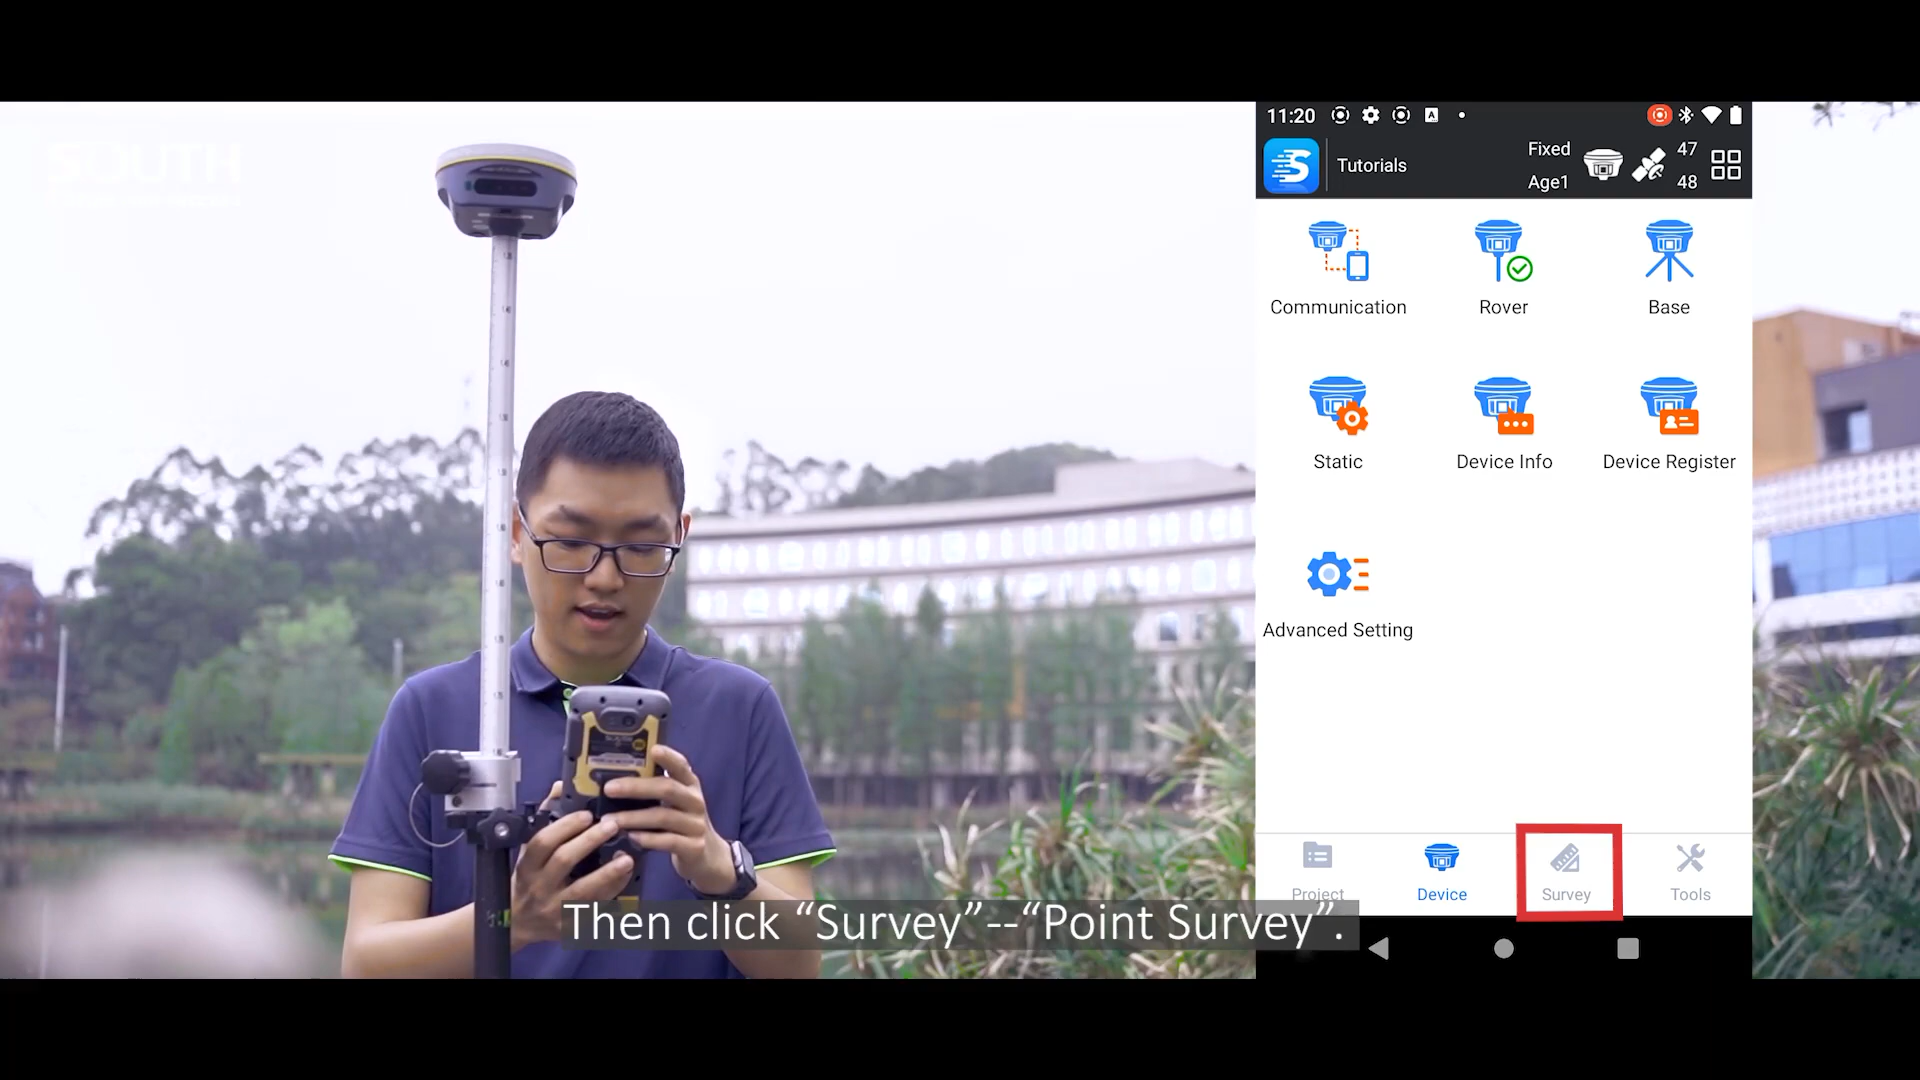 SOUTH
11:20
Tutorials
Fixed
47
Age1
48
Communication
Rover
Base
Static
Device Info
Device Register
Advanced Setting
Project
Device
Survey
Tools
Then click “Survey”--“Point Survey”.